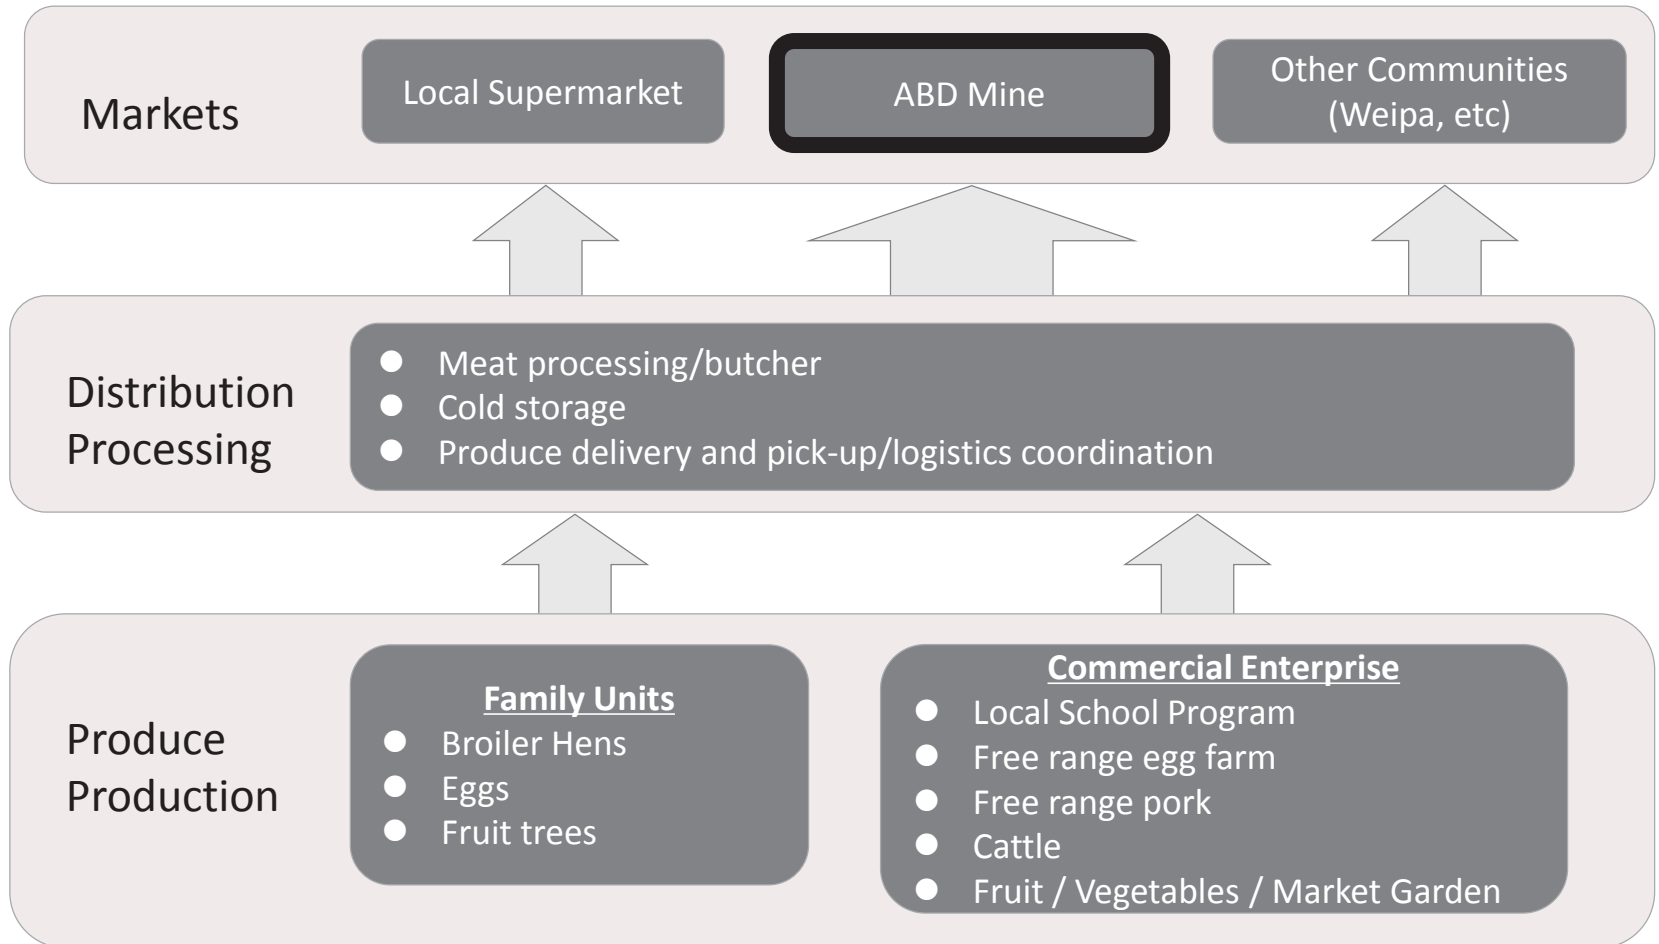 Markets
Local Supermarket
ABD Mine
Other Communities
(Weipa, etc)
Distribution
Processing
● Meat processing/butcher
● Cold storage
● Produce delivery and pick-up/logistics coordination
Produce
Production
Family Units
● Broiler Hens
● Eggs
● Fruit trees
Commercial Enterprise
● Local School Program
● Free range egg farm
● Free range pork
● Cattle
● Fruit / Vegetables / Market Garden